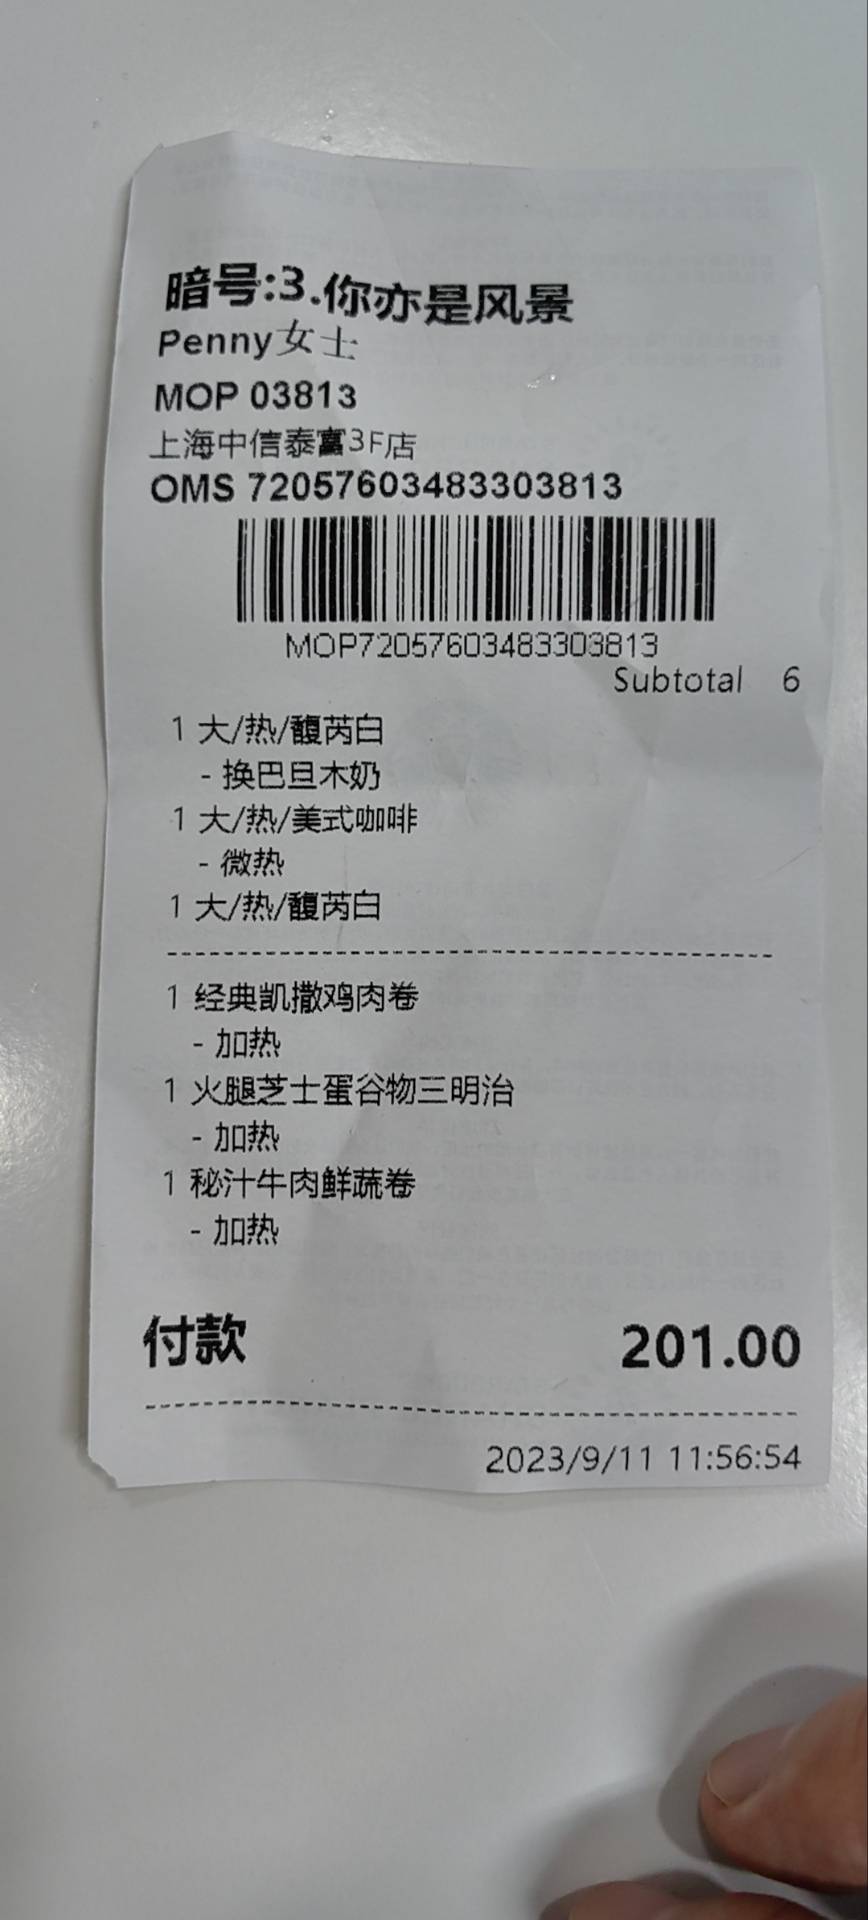 暗号:3.你亦是风景
Penny女士
MOP 03813
上海中信泰富3F店
OMS 72057603483303813
MOP72057603483303813
Subtotal 6
1 大/热/馥芮白
- 换巴旦木奶
1 大/热/美式咖啡
- 微热
1 大/热/馥芮白
1 经典凯撒鸡肉卷
- 加热
1 火腿芝士蛋谷物三明治
- 加热
1 秘汁牛肉鲜蔬卷
- 加热
付款 201.00
2023/9/11 11:56:54